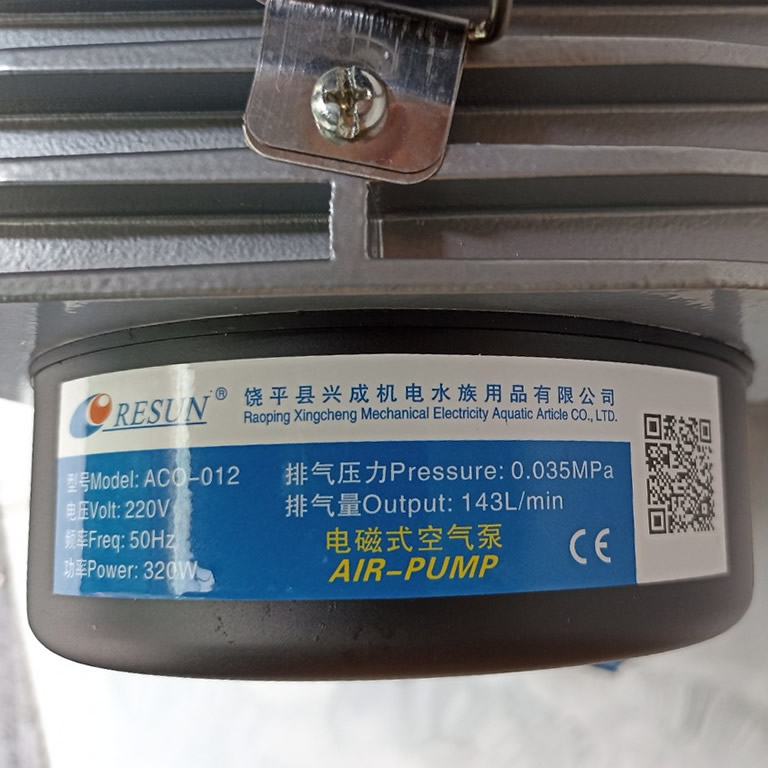 RESUN®
饶平县兴成机电水族用品有限公司
Raoping Xingcheng Mechanical Electricity Aquatic Article CO., LTD.
型号Model: ACO-012
电压Volt: 220V
频率Freq: 50Hz
功率Power: 320W
排气压力Pressure: 0.035MPa
排气量Output: 143L/min
电磁式空气泵
AIR-PUMP
CE